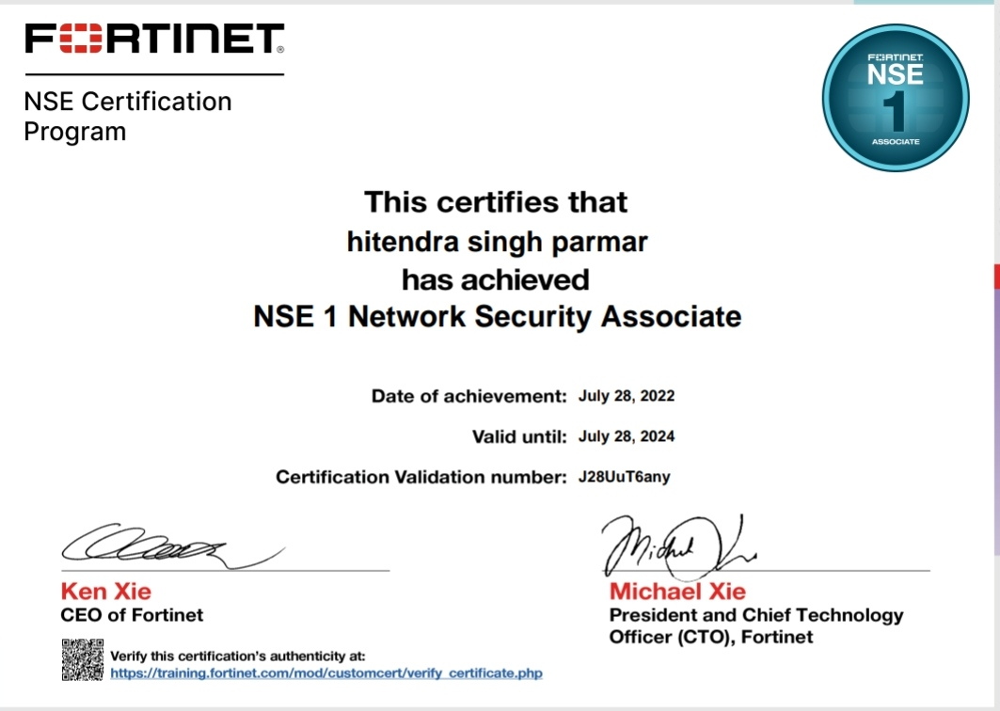 FORTINET®
NSE Certification
Program
FORTINET
NSE
1
ASSOCIATE
This certifies that
hitendra singh parmar
has achieved
NSE 1 Network Security Associate
Date of achievement: July 28, 2022
Valid until: July 28, 2024
Certification Validation number: J28UuT6any
Ken Xie
CEO of Fortinet
Michael Xie
President and Chief Technology
Officer (CTO), Fortinet
Verify this certification's authenticity at:
https://training.fortinet.com/mod/customcert/verify_certificate.php